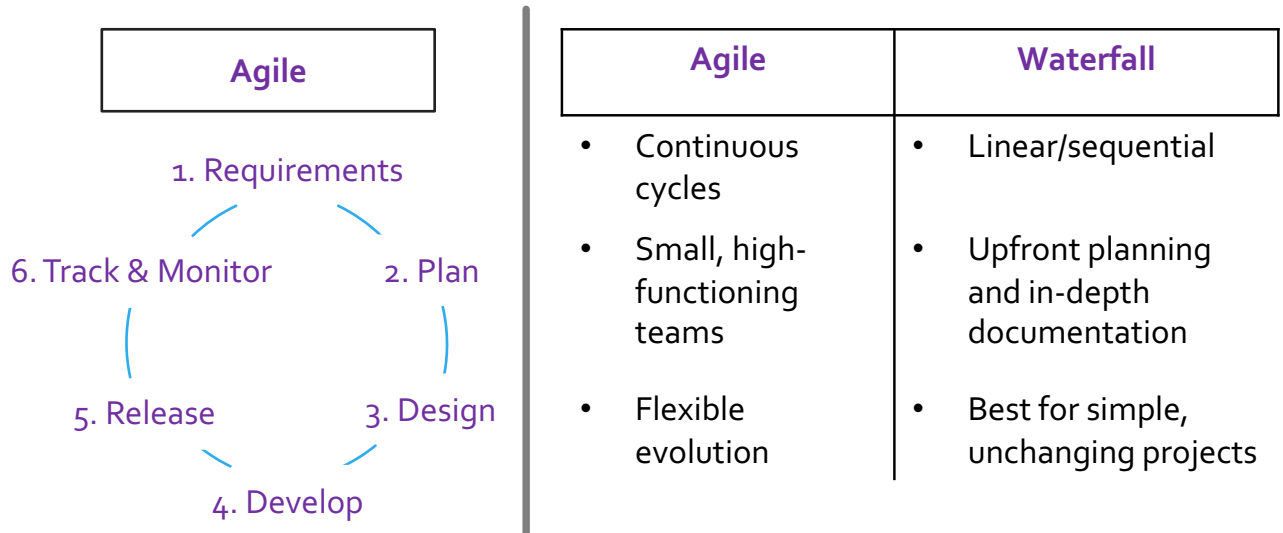 Agile
1. Requirements
6. Track & Monitor
2. Plan
5. Release
3. Design
4. Develop
Agile
Waterfall
• Continuous
cycles
• Linear/sequential
• Small, high-
functioning
teams
• Upfront planning
and in-depth
documentation
• Flexible
evolution
• Best for simple,
unchanging projects